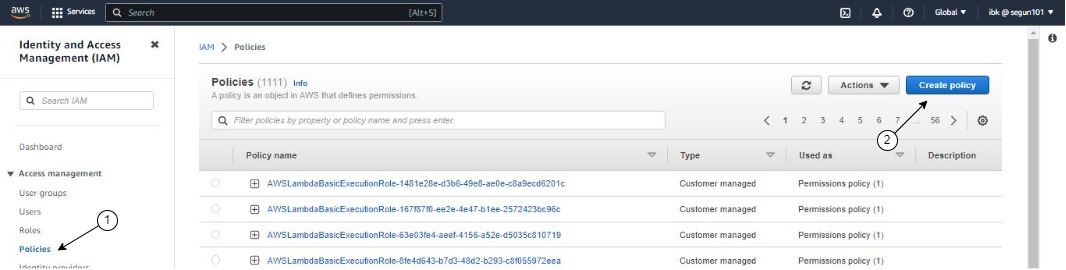 aws Services Search [Alt+S] Global ▼ ibk @ segun101 ▼
Identity and Access
Management (IAM)
Search IAM
Dashboard
Access management
User groups
Users
Roles
Policies
Identity providers
1
IAM > Policies
Policies (1111) Info
A policy is an object in AWS that defines permissions.
Actions ▼ Create policy
Filter policies by property or policy name and press enter.
< 1 2 3 4 5 6 7 ... 56 >
2
Policy name Type Used as Description
AWSLambdaBasicExecutionRole-1481e28e-d3b6-49e8-ae0e-c8a9ecd6201c Customer managed Permissions policy (1)
AWSLambdaBasicExecutionRole-167f87f0-ee2e-4e47-b1ee-2572423bc96c Customer managed Permissions policy (1)
AWSLambdaBasicExecutionRole-63e03fe4-aeef-4156-a52e-d5035c810719 Customer managed Permissions policy (1)
AWSLambdaBasicExecutionRole-8fe4d643-b7d3-48d2-b293-c8f055972eea Customer managed Permissions policy (1)